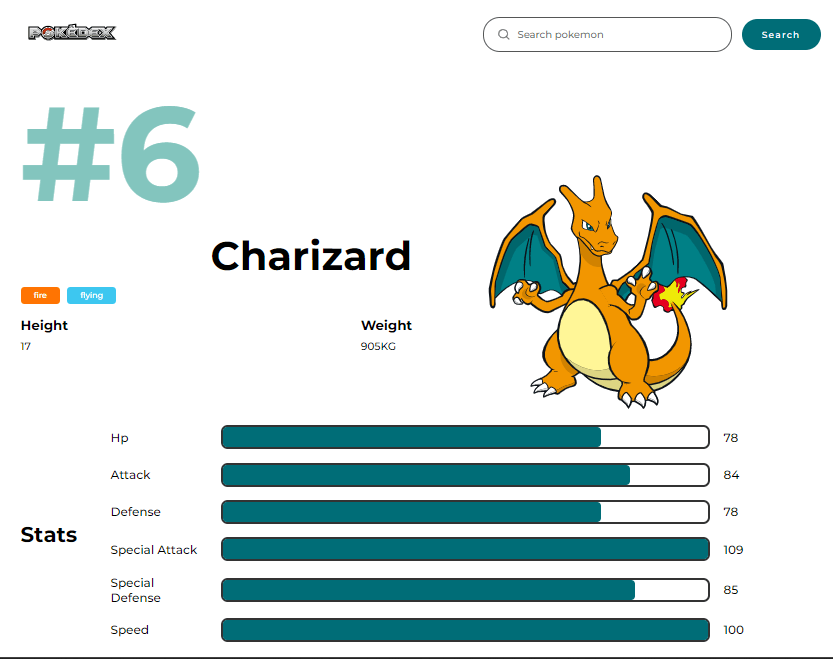 POKÉDEX
Search pokemon
Search
#6
Charizard
fire
flying
Height
Weight
17
905KG
Stats
Hp
78
Attack
84
Defense
78
Special Attack
109
Special
Defense
85
Speed
100